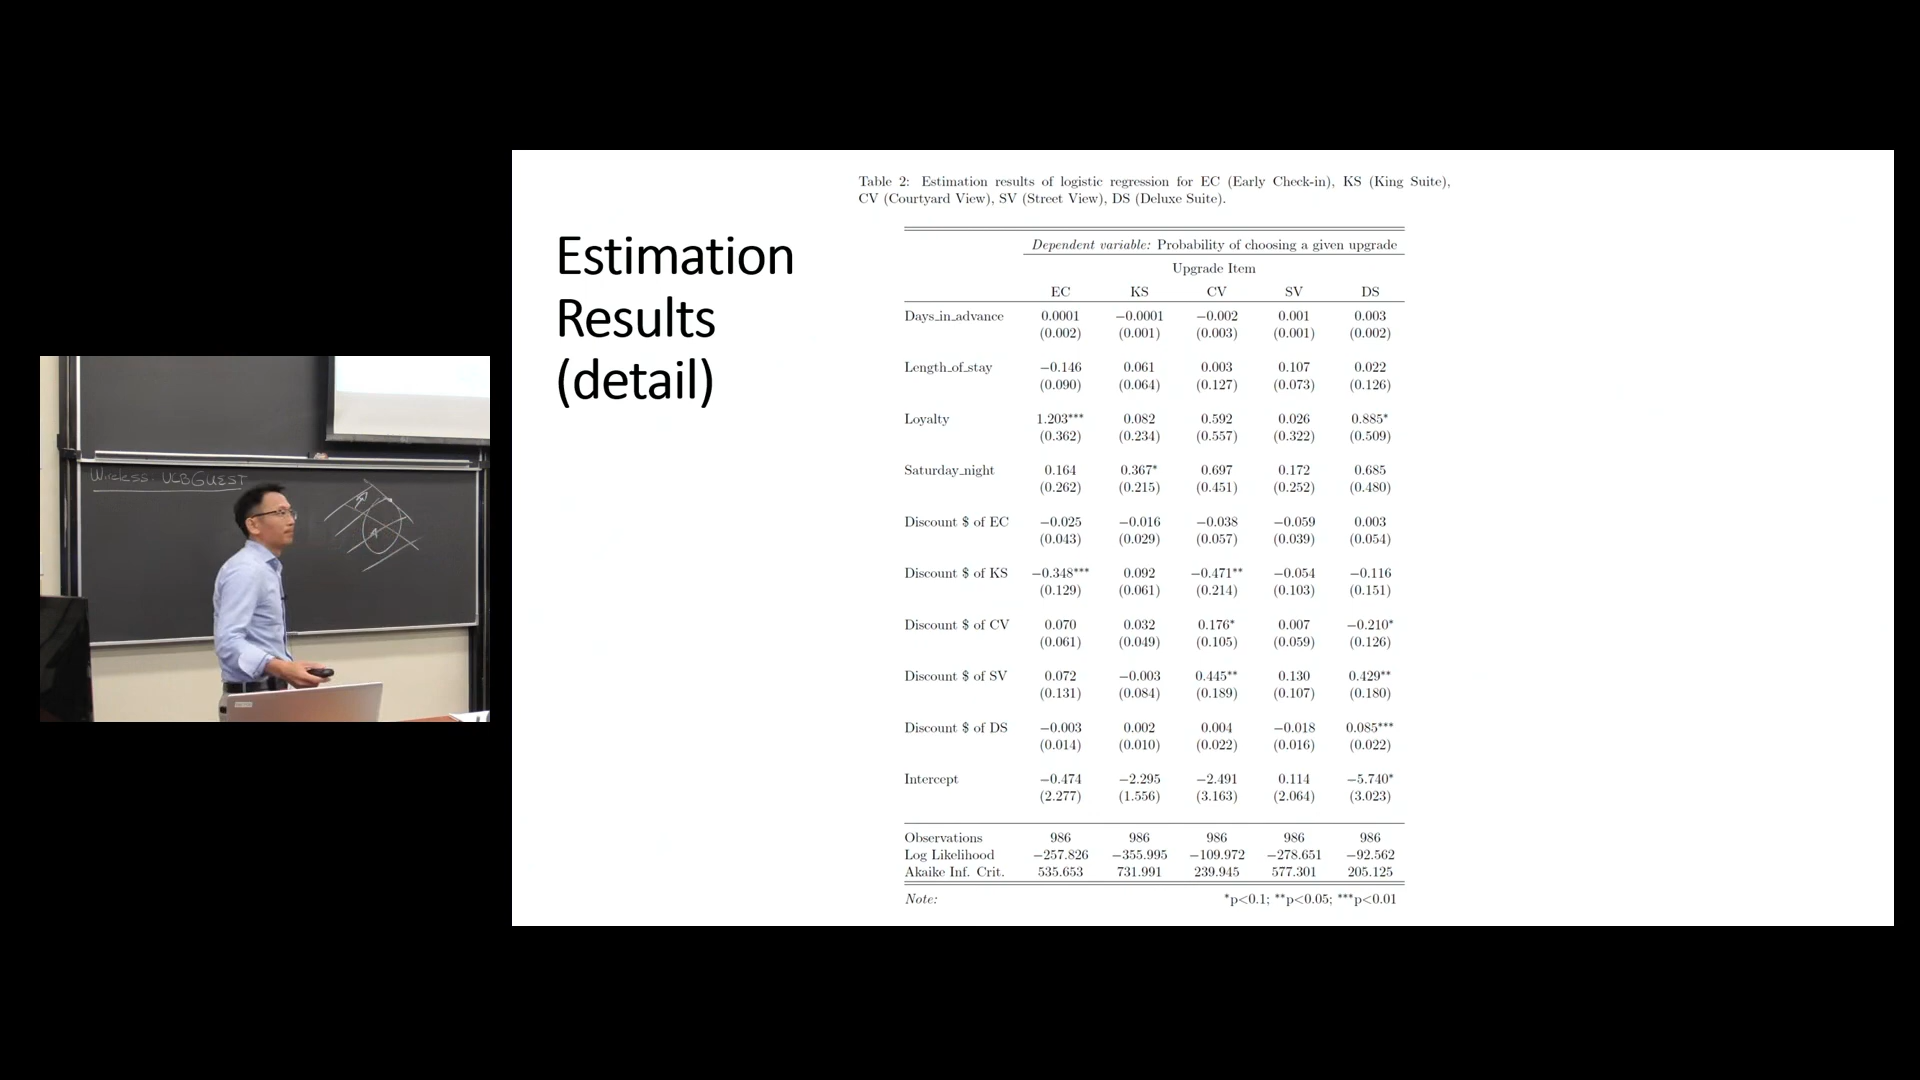 Wireless: UCBGUEST
A
Estimation
Results
(detail)
Table 2: Estimation results of logistic regression for EC (Early Check-in), KS (King Suite),
CV (Courtyard View), SV (Street View), DS (Deluxe Suite).
Dependent variable: Probability of choosing a given upgrade
Upgrade Item
EC KS CV SV DS
Days_in_advance 0.0001 −0.0001 −0.002 0.001 0.003
(0.002) (0.001) (0.003) (0.001) (0.002)
Length_of_stay −0.146 0.061 0.003 0.107 0.022
(0.090) (0.064) (0.127) (0.073) (0.126)
Loyalty 1.203*** 0.082 0.592 0.026 0.885*
(0.362) (0.234) (0.557) (0.322) (0.509)
Saturday_night 0.164 0.367* 0.697 0.172 0.685
(0.262) (0.215) (0.451) (0.252) (0.480)
Discount $ of EC −0.025 −0.016 −0.038 −0.059 0.003
(0.043) (0.029) (0.057) (0.039) (0.054)
Discount $ of KS −0.348*** 0.092 −0.471** −0.054 −0.116
(0.129) (0.061) (0.214) (0.103) (0.151)
Discount $ of CV 0.070 0.032 0.176* 0.007 −0.210*
(0.061) (0.049) (0.105) (0.059) (0.126)
Discount $ of SV 0.072 −0.003 0.445** 0.130 0.429**
(0.131) (0.084) (0.189) (0.107) (0.180)
Discount $ of DS −0.003 0.002 0.004 −0.018 0.085***
(0.014) (0.010) (0.022) (0.016) (0.022)
Intercept −0.474 −2.295 −2.491 0.114 −5.740*
(2.277) (1.556) (3.163) (2.064) (3.023)
Observations 986 986 986 986 986
Log Likelihood −257.826 −355.995 −109.972 −278.651 −92.562
Akaike Inf. Crit. 535.653 731.991 239.945 577.301 205.125
Note: *p<0.1; **p<0.05; ***p<0.01